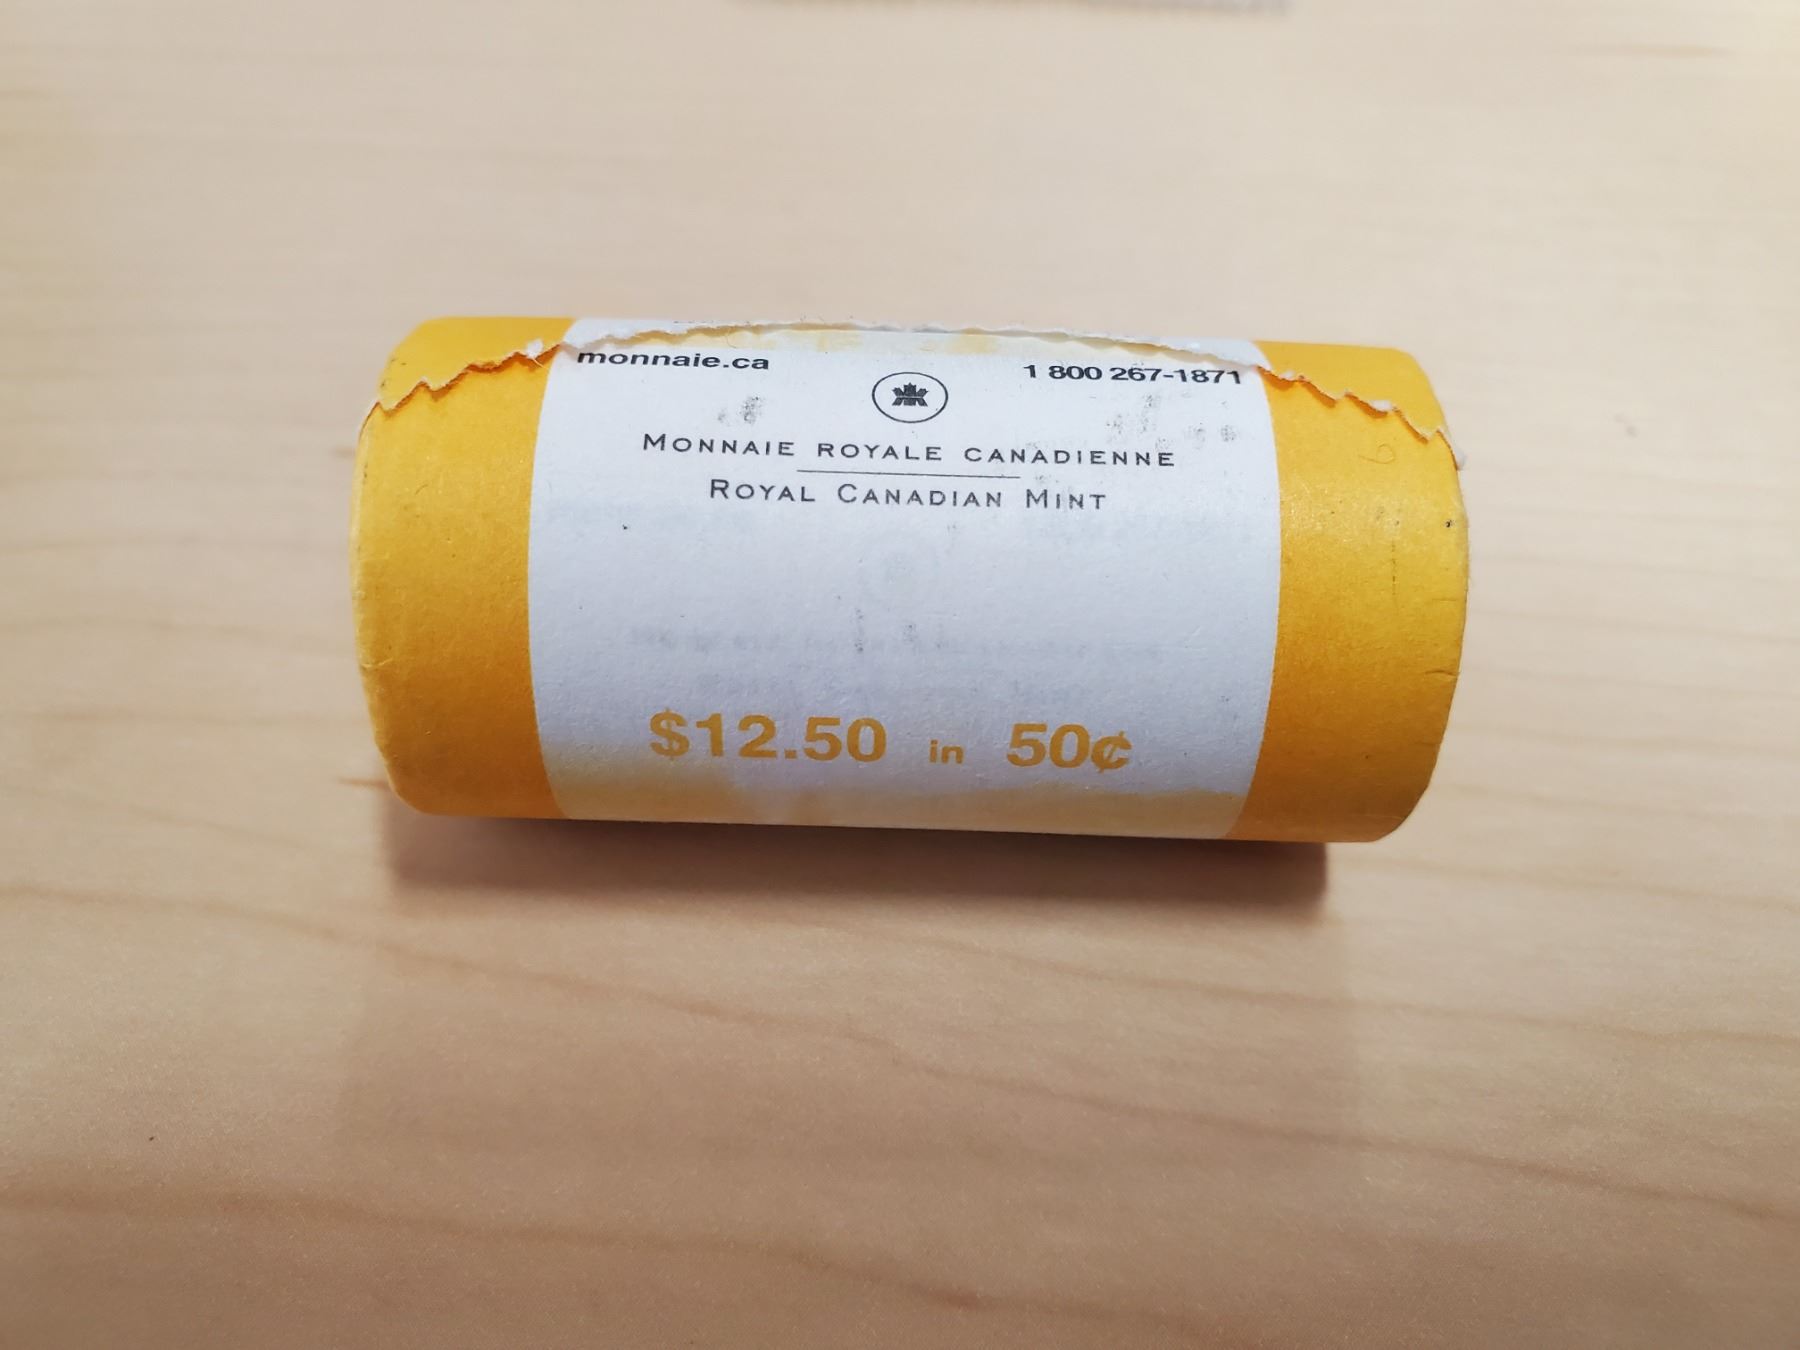 monnaie.ca 1 800 267-1871
MONNAIE ROYALE CANADIENNE
ROYAL CANADIAN MINT
$12.50 in 50¢